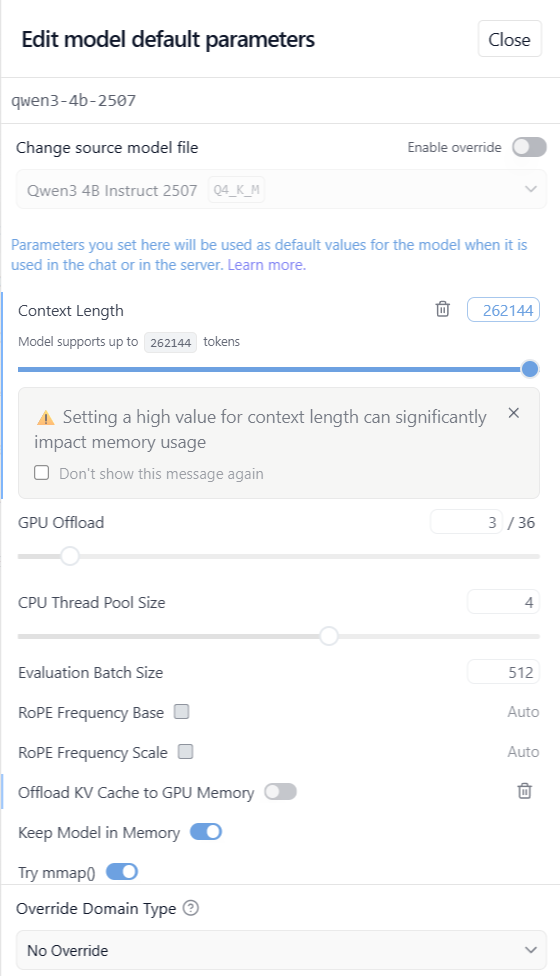 Edit model default parameters
Close
qwen3-4b-2507
Change source model file
Enable override
Qwen3 4B Instruct 2507 Q4_K_M
Parameters you set here will be used as default values for the model when it is
used in the chat or in the server. Learn more.
Context Length
262144
Model supports up to 262144 tokens
Setting a high value for context length can significantly
impact memory usage
Don't show this message again
GPU Offload
3 / 36
CPU Thread Pool Size
4
Evaluation Batch Size
512
RoPE Frequency Base
Auto
RoPE Frequency Scale
Auto
Offload KV Cache to GPU Memory
Keep Model in Memory
Try mmap()
Override Domain Type ?
No Override